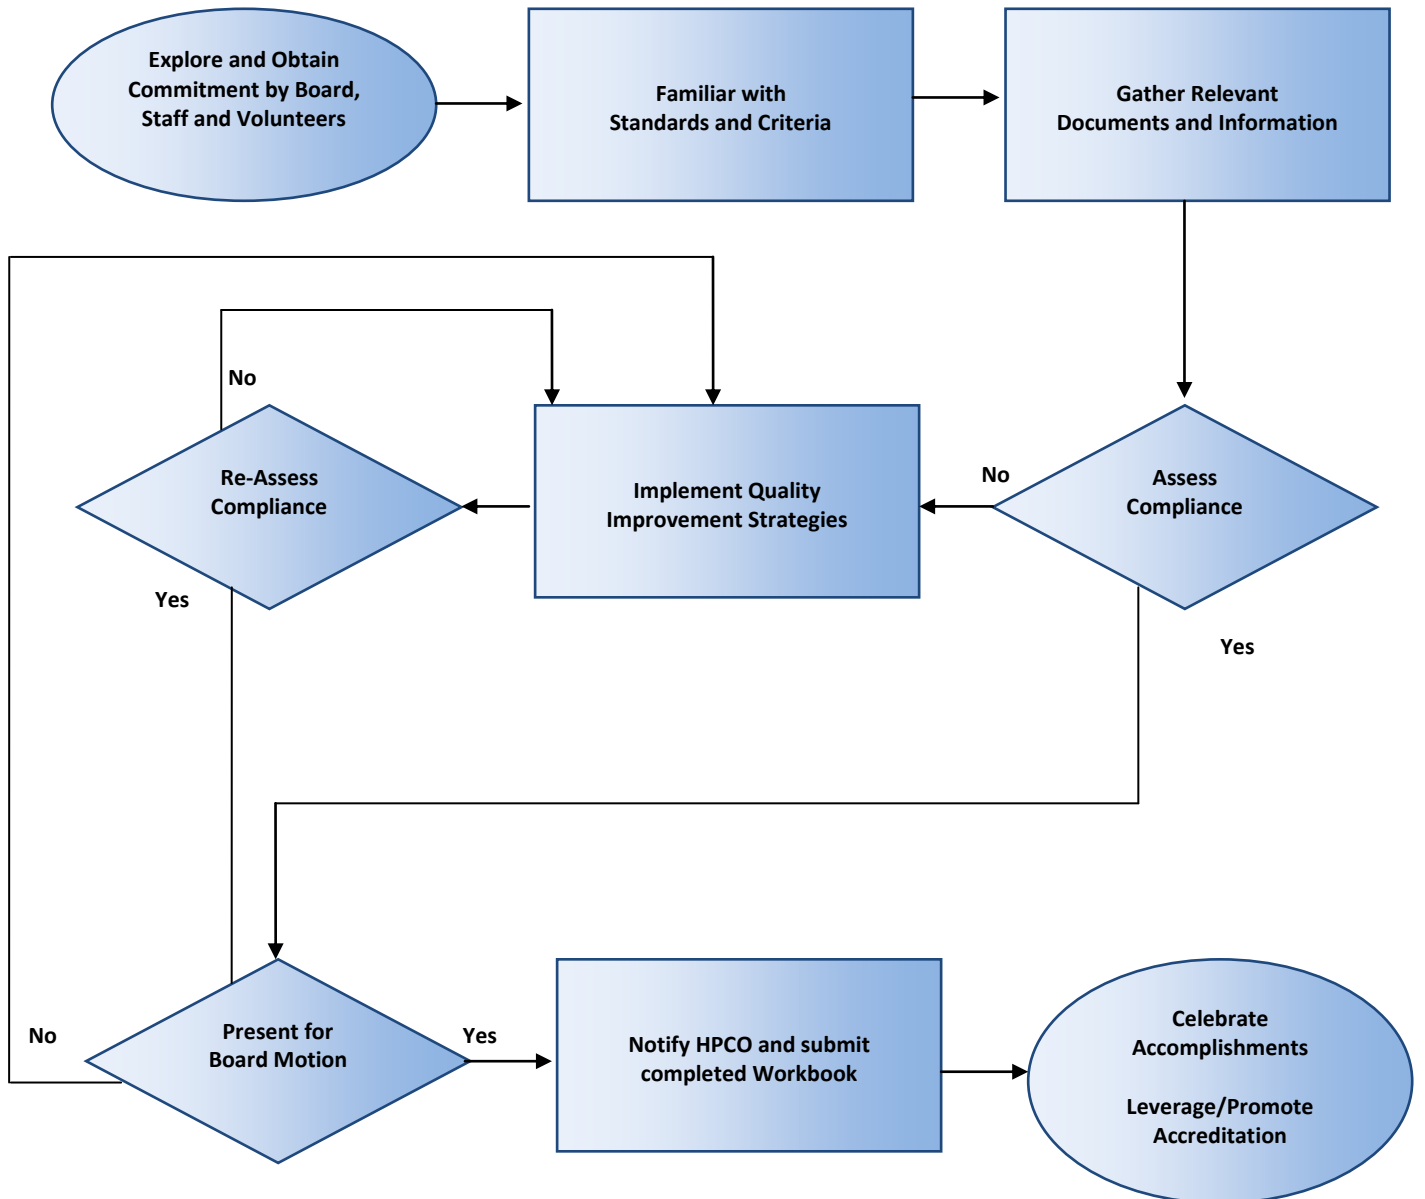 Explore and Obtain
Commitment by Board,
Staff and Volunteers
Familiar with
Standards and Criteria
Gather Relevant
Documents and Information
No
Re-Assess
Compliance
Yes
Implement Quality
Improvement Strategies
No
Assess
Compliance
Yes
No
Present for
Board Motion
Yes
Notify HPCO and submit
completed Workbook
Celebrate
Accomplishments
Leverage/Promote
Accreditation